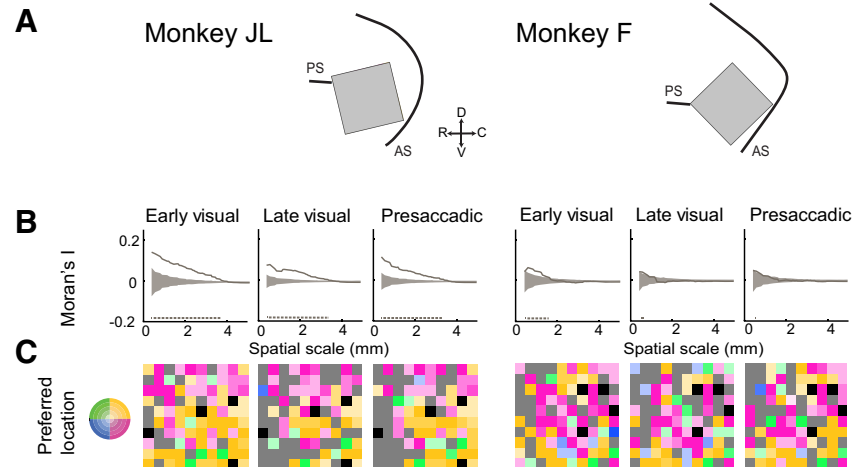 A
Monkey JL
Monkey F
PS
AS
D
R C
V
PS
AS
B
Early visual
Late visual
Presaccadic
Early visual
Late visual
Presaccadic
Moran's I
0.2
0
-0.2
0 2 4
0 2 4
0 2 4
0 2 4
0 2 4
0 2 4
Spatial scale (mm)
Spatial scale (mm)
C
Preferred
location